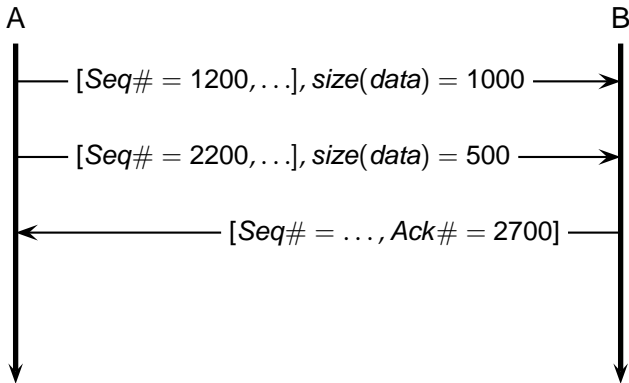 A B
[Seq# = 1200, …], size(data) = 1000
[Seq# = 2200, …], size(data) = 500
[Seq# = …, Ack# = 2700]